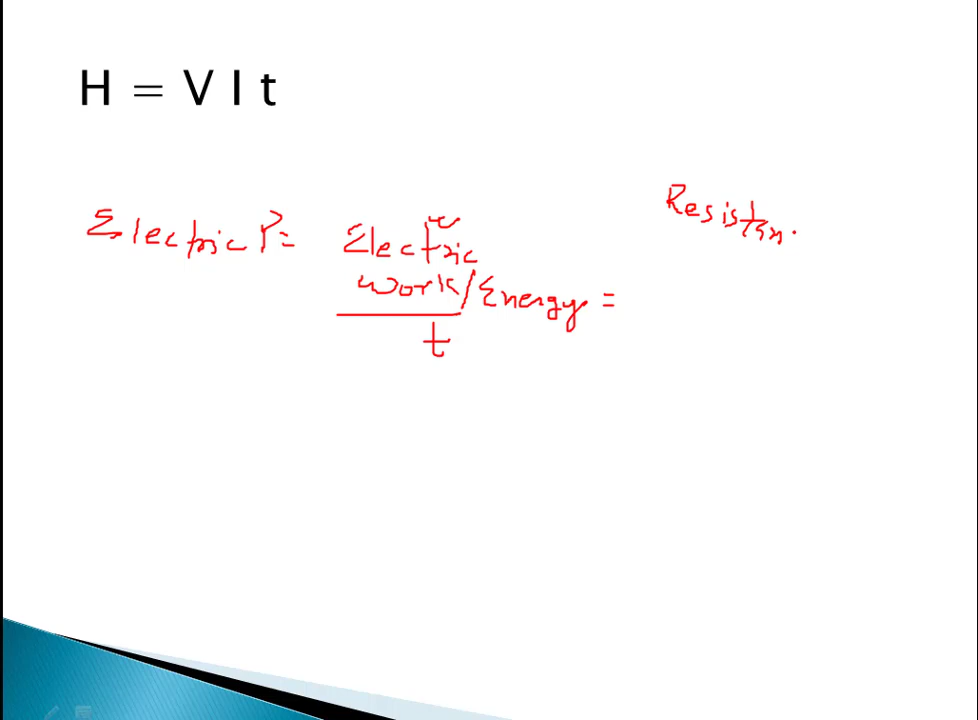 H = V I t
Electric P = Electric
work/Energy =
t